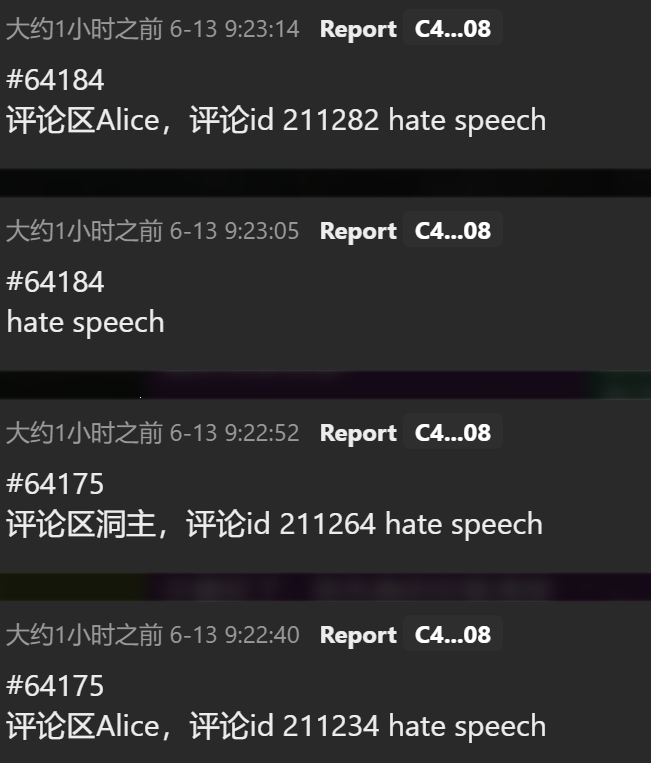 大约1小时之前 6-13 9:23:14 Report C4...08
#64184
评论区Alice，评论id 211282 hate speech
大约1小时之前 6-13 9:23:05 Report C4...08
#64184
hate speech
大约1小时之前 6-13 9:22:52 Report C4...08
#64175
评论区洞主，评论id 211264 hate speech
大约1小时之前 6-13 9:22:40 Report C4...08
#64175
评论区Alice，评论id 211234 hate speech